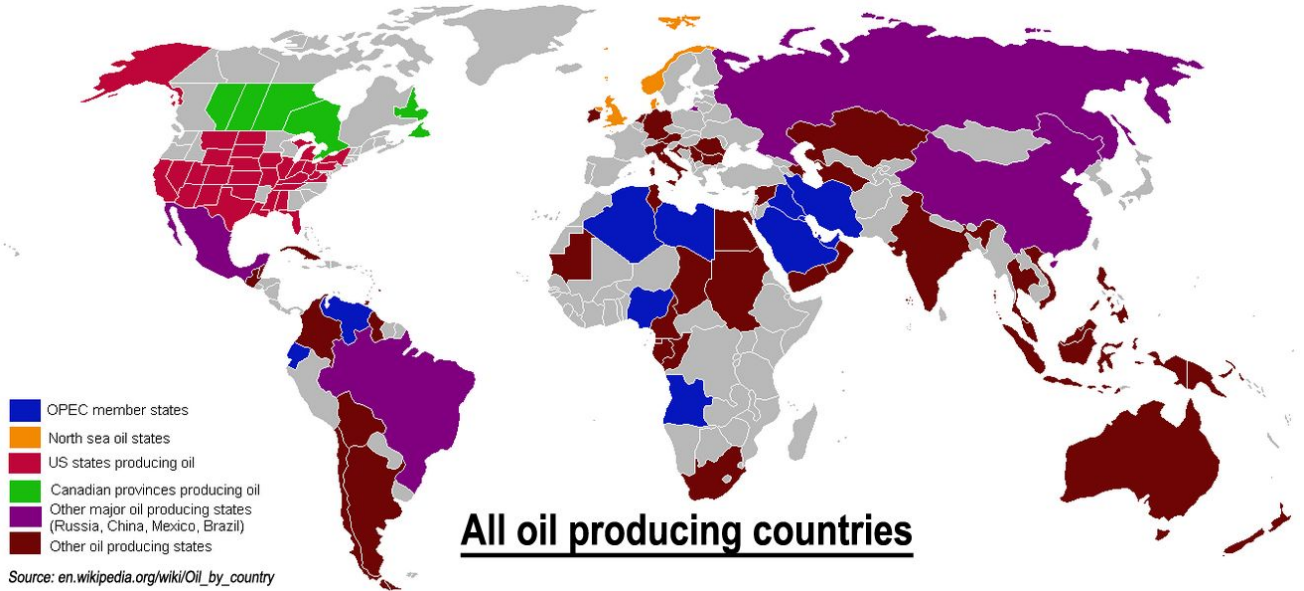 OPEC member states
North sea oil states
US states producing oil
Canadian provinces producing oil
Other major oil producing states
(Russia, China, Mexico, Brazil)
Other oil producing states
All oil producing countries
Source: en.wikipedia.org/wiki/Oil_by_country